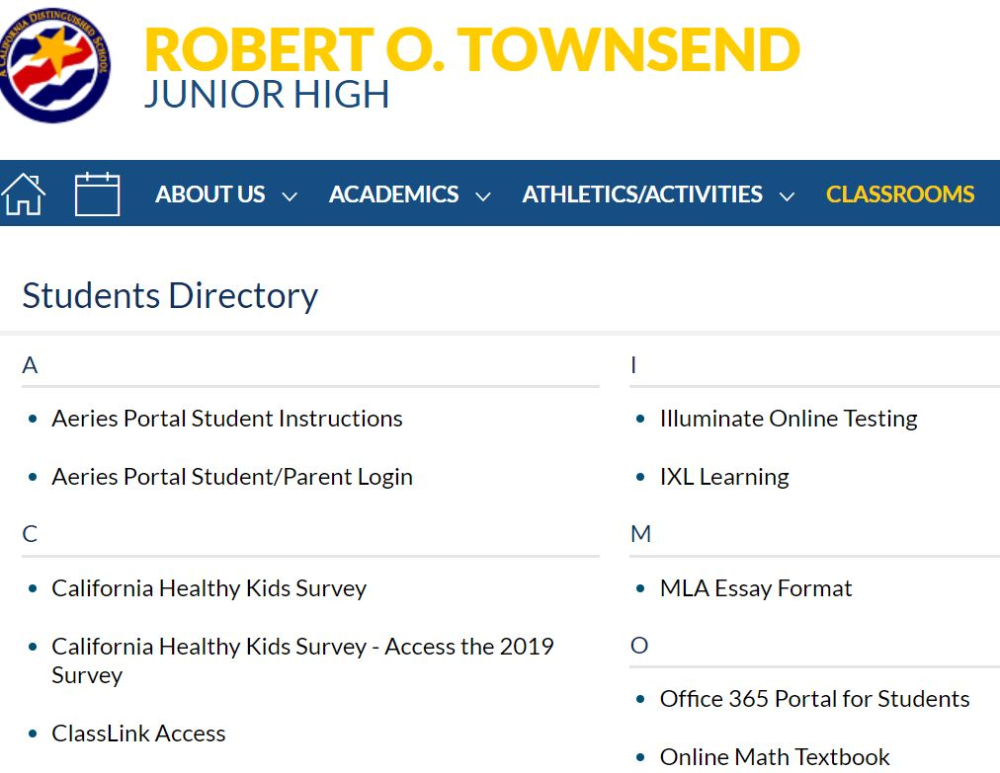 A CALIFORNIA DISTINGUISHED SCHOOL
ROBERT O. TOWNSEND
JUNIOR HIGH
ABOUT US ACADEMICS ATHLETICS/ACTIVITIES CLASSROOMS
Students Directory
A
Aeries Portal Student Instructions
Aeries Portal Student/Parent Login
C
California Healthy Kids Survey
California Healthy Kids Survey - Access the 2019
Survey
ClassLink Access
I
Illuminate Online Testing
IXL Learning
M
MLA Essay Format
O
Office 365 Portal for Students
Online Math Textbook